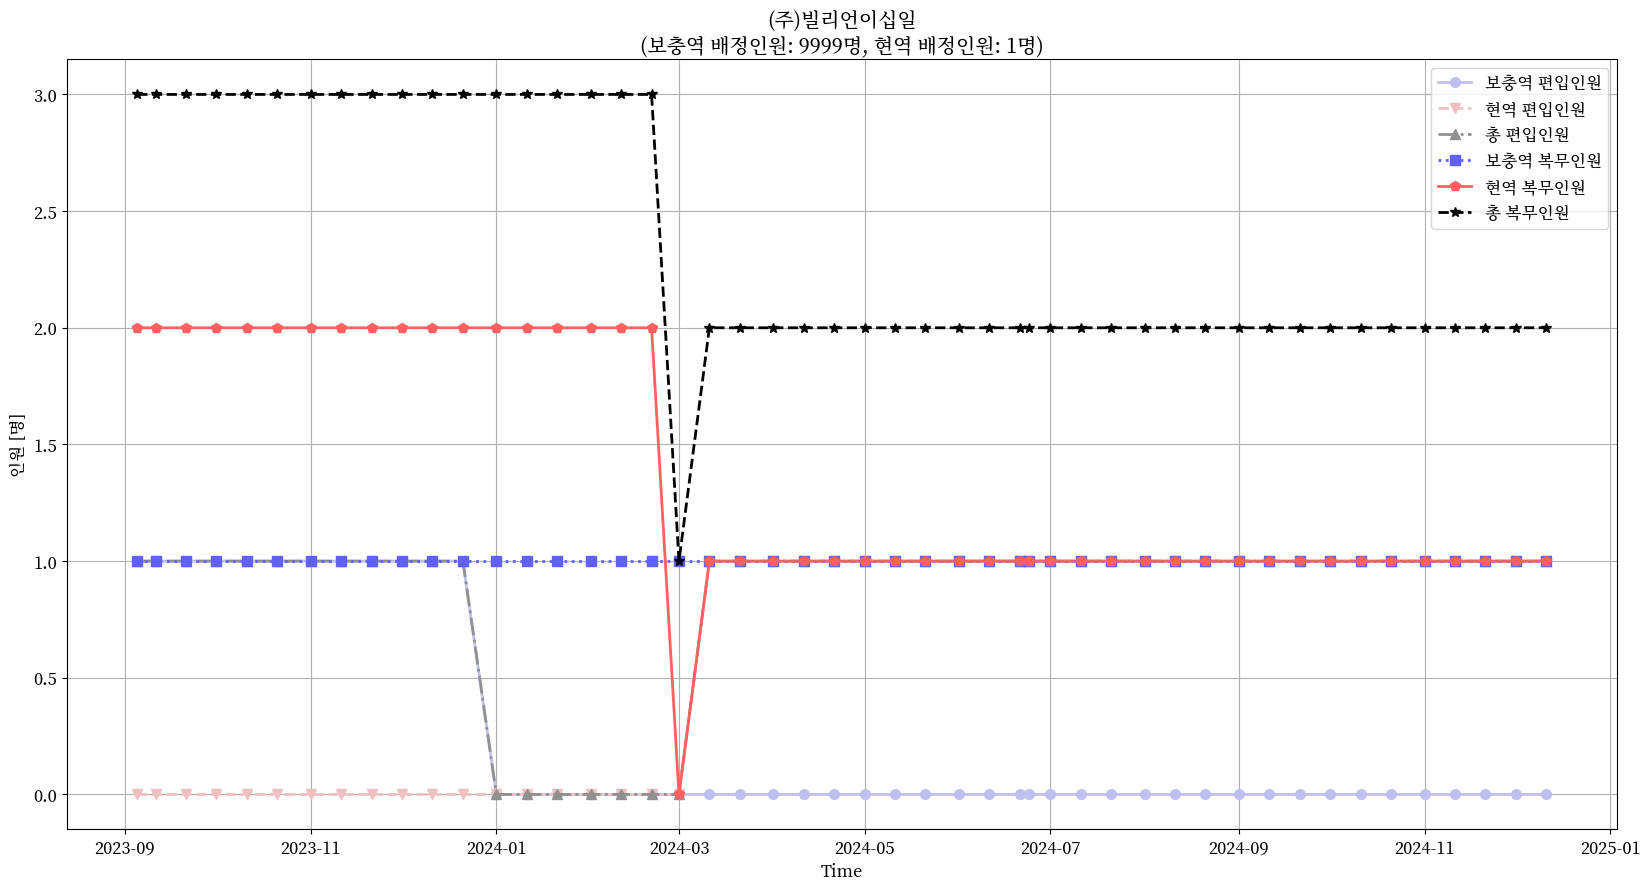 (주)빌리언이십일
(보충역 배정인원: 9999명, 현역 배정인원: 1명)
보충역 편입인원
현역 편입인원
총 편입인원
보충역 복무인원
현역 복무인원
총 복무인원
인원 [명]
3.0
2.5
2.0
1.5
1.0
0.5
0.0
2023-09
2023-11
2024-01
2024-03
2024-05
2024-07
2024-09
2024-11
2025-01
Time